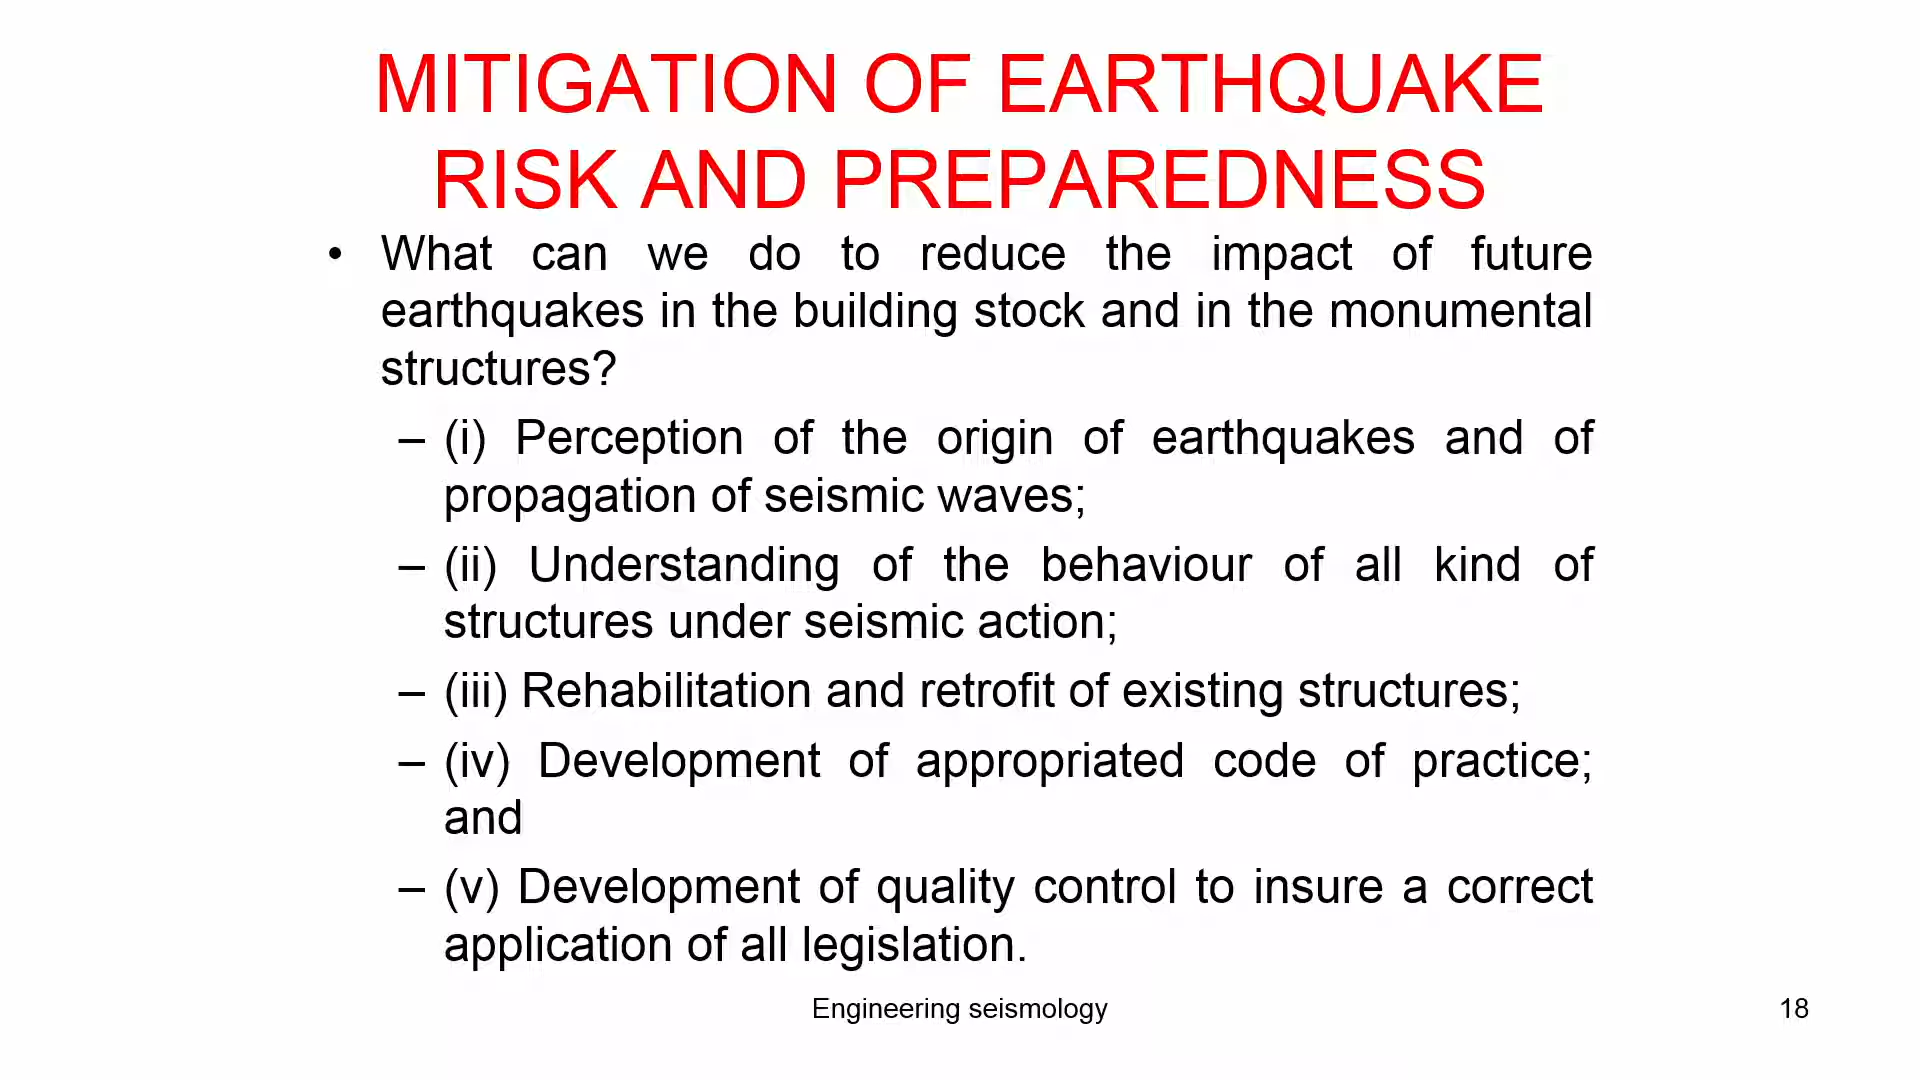 MITIGATION OF EARTHQUAKE
RISK AND PREPAREDNESS
• What can we do to reduce the impact of future
earthquakes in the building stock and in the monumental
structures?
– (i) Perception of the origin of earthquakes and of
propagation of seismic waves;
– (ii) Understanding of the behaviour of all kind of
structures under seismic action;
– (iii) Rehabilitation and retrofit of existing structures;
– (iv) Development of appropriated code of practice;
and
– (v) Development of quality control to insure a correct
application of all legislation.
Engineering seismology
18